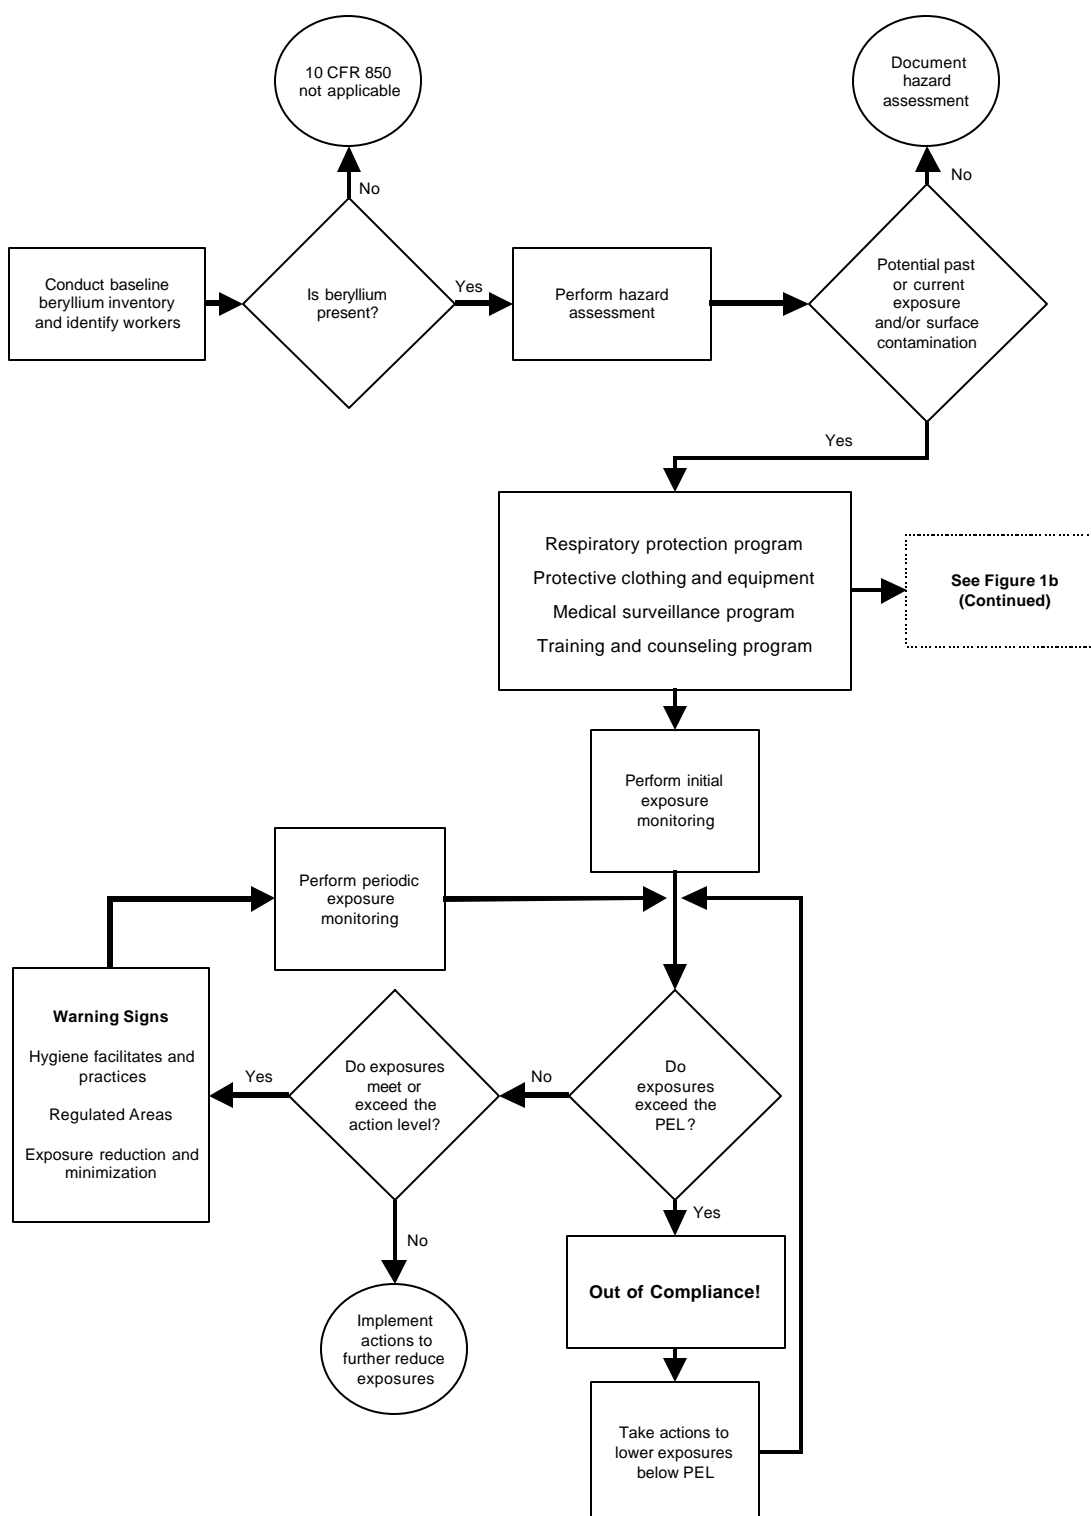 10 CFR 850
not applicable
Document
hazard
assessment
No
No
Conduct baseline
beryllium inventory
and identify workers
Is beryllium
present?
Yes
Perform hazard
assessment
Potential past
or current
exposure
and/or surface
contamination
Yes
Respiratory protection program
Protective clothing and equipment
Medical surveillance program
Training and counseling program
See Figure 1b
(Continued)
Perform initial
exposure
monitoring
Perform periodic
exposure
monitoring
Warning Signs
Hygiene facilitates and
practices
Regulated Areas
Exposure reduction and
minimization
Yes
Do exposures
meet or
exceed the
action level?
No
Do
exposures
exceed the
PEL?
Yes
No
Out of Compliance!
Implement
actions to
further reduce
exposures
Take actions to
lower exposures
below PEL